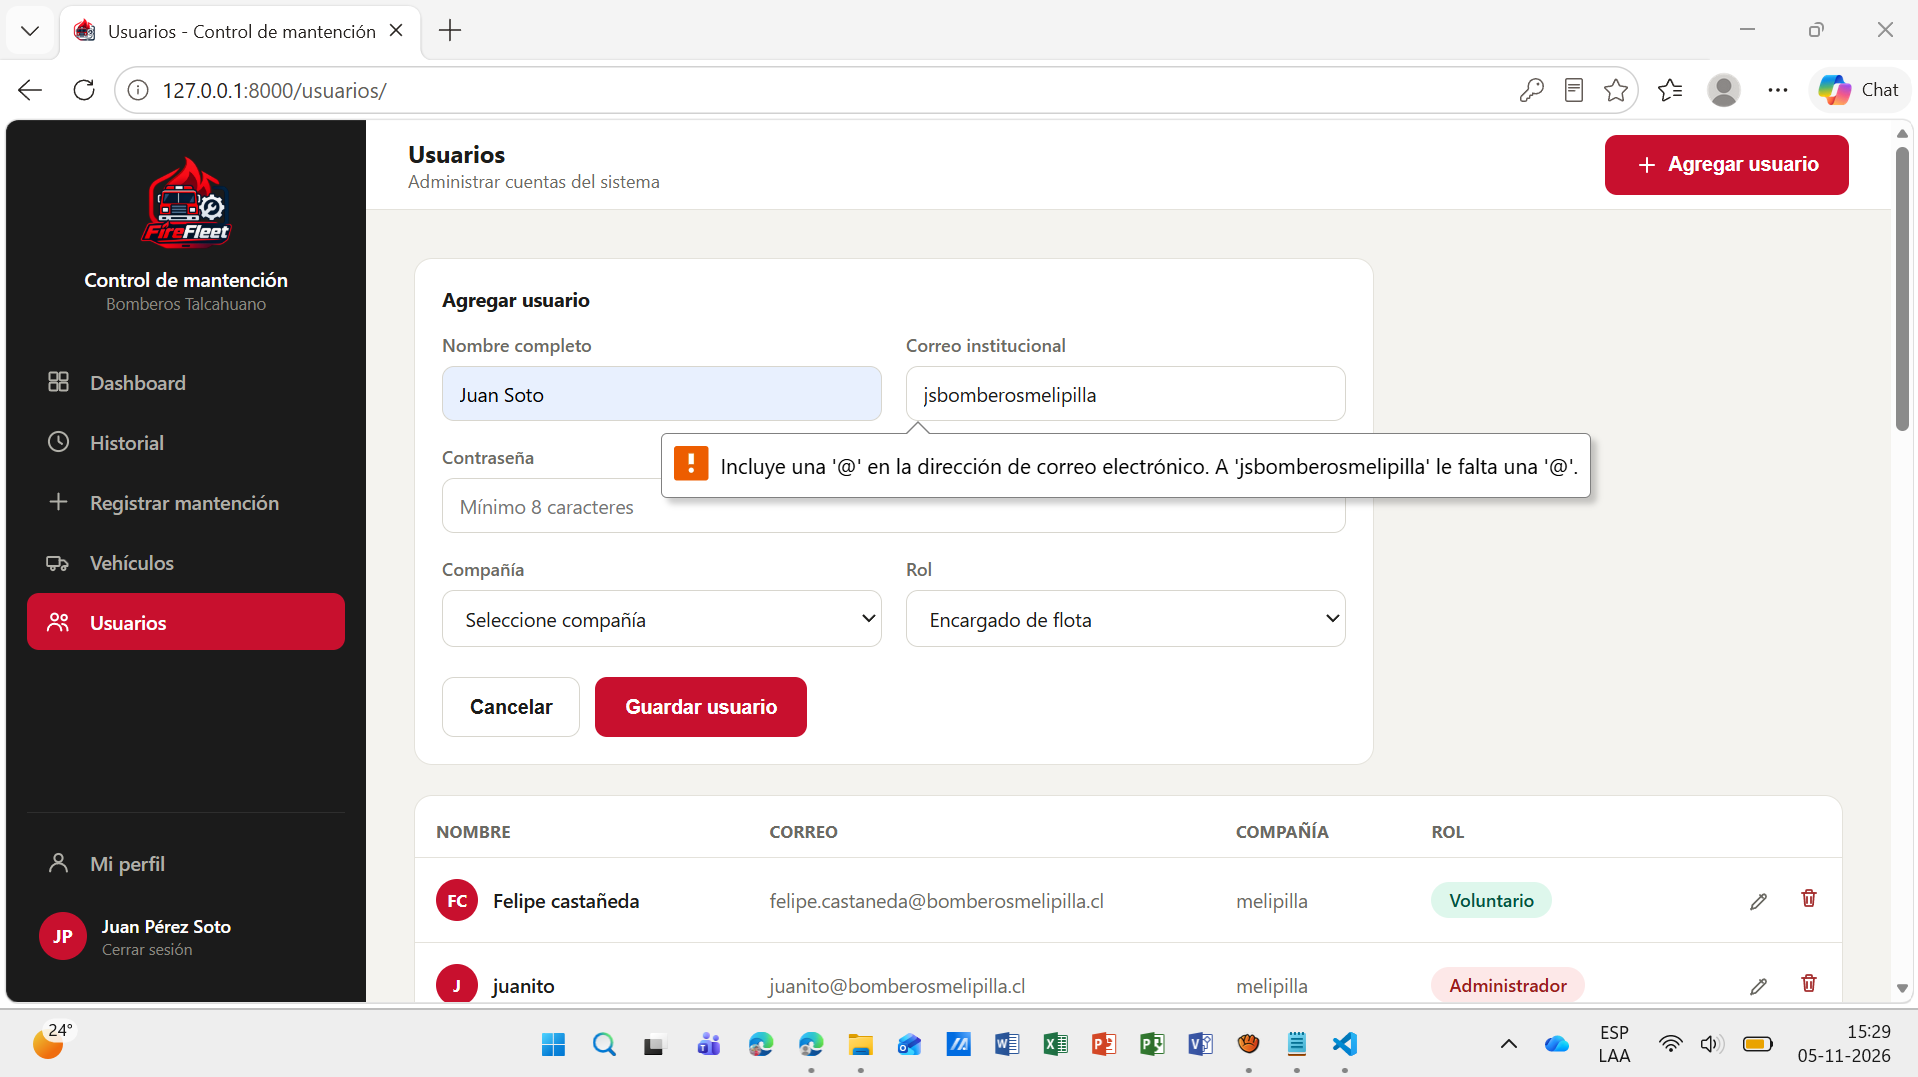 Usuarios - Control de mantención
127.0.0.1:8000/usuarios/
Chat
FireFleet
Control de mantención
Bomberos Talcahuano
Dashboard
Historial
Registrar mantención
Vehículos
Usuarios
Mi perfil
JP
Juan Pérez Soto
Cerrar sesión
Usuarios
Administrar cuentas del sistema
+ Agregar usuario
Agregar usuario
Nombre completo
Correo institucional
Juan Soto
jsbomberosmelipilla
Incluye una '@' en la dirección de correo electrónico. A 'jsbomberosmelipilla' le falta una '@'.
Contraseña
Mínimo 8 caracteres
Compañía
Rol
Seleccione compañía
Encargado de flota
Cancelar
Guardar usuario
NOMBRE CORREO COMPAÑÍA ROL
FC Felipe castañeda felipe.castaneda@bomberosmelipilla.cl melipilla Voluntario
J juanito juanito@bomberosmelipilla.cl melipilla Administrador
24°
ESP
LAA
15:29
05-11-2026